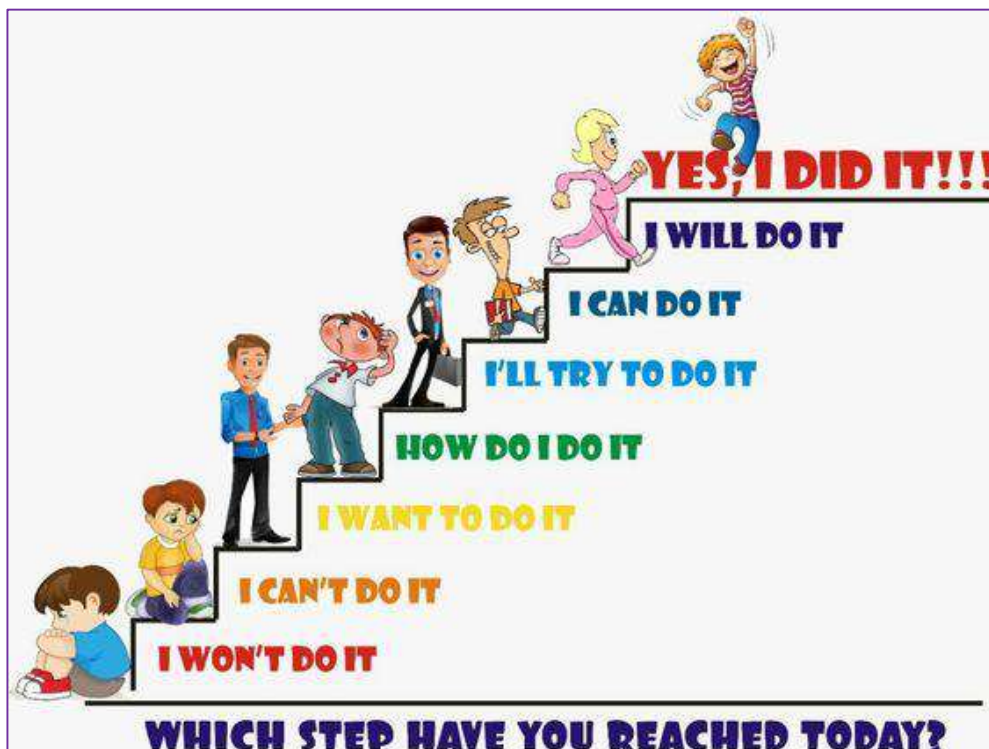 YES, I DID IT!!!
I WILL DO IT
I CAN DO IT
I'LL TRY TO DO IT
HOW DO I DO IT
I WANT TO DO IT
I CAN'T DO IT
I WON'T DO IT
WHICH STEP HAVE YOU REACHED TODAY?